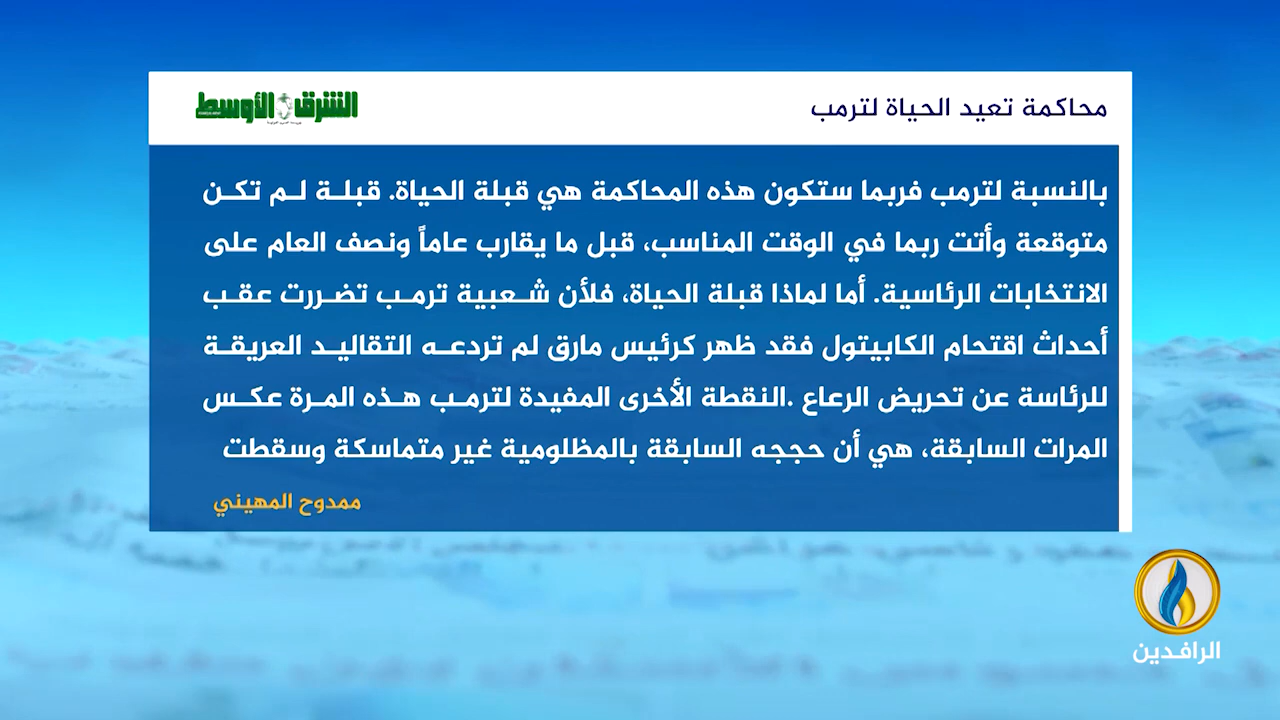 محاكمة تعيد الحياة لترمب
الشرق الأوسط
بالنسبة لترمب فربما ستكون هذه المحاكمة هي قبلة الحياة. قبلة لم تكن
متوقعة وأتت ربما في الوقت المناسب، قبل ما يقارب عاماً ونصف العام على
الانتخابات الرئاسية. أما لماذا قبلة الحياة، فلأن شعبية ترمب تضررت عقب
أحداث اقتحام الكابيتول فقد ظهر كرئيس مارق لم تردعه التقاليد العريقة
للرئاسة عن تحريض الرعاع .النقطة الأخرى المفيدة لترمب هذه المرة عكس
المرات السابقة، هي أن حججه السابقة بالمظلومية غير متماسكة وسقطت
ممدوح المهيني
الرافدين